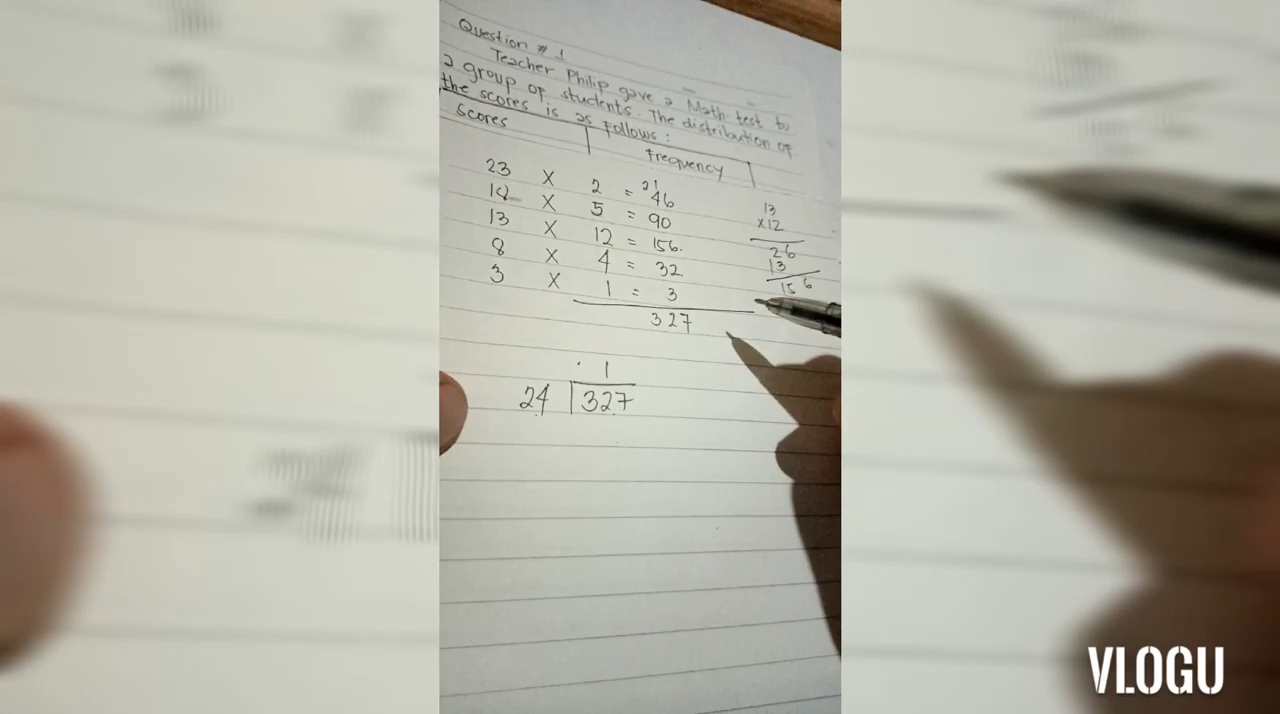 Question # 1
Teacher Philip gave a Math test to
a group of students. The distribution of
the scores is as follows:
Scores Frequency
23 X 2 = 46
18 X 5 = 90
13 X 12 = 156.
8 X 4 = 32
3 X 1 = 3
327
21
13
x12
26
13
156
1
24 327
VLOGU